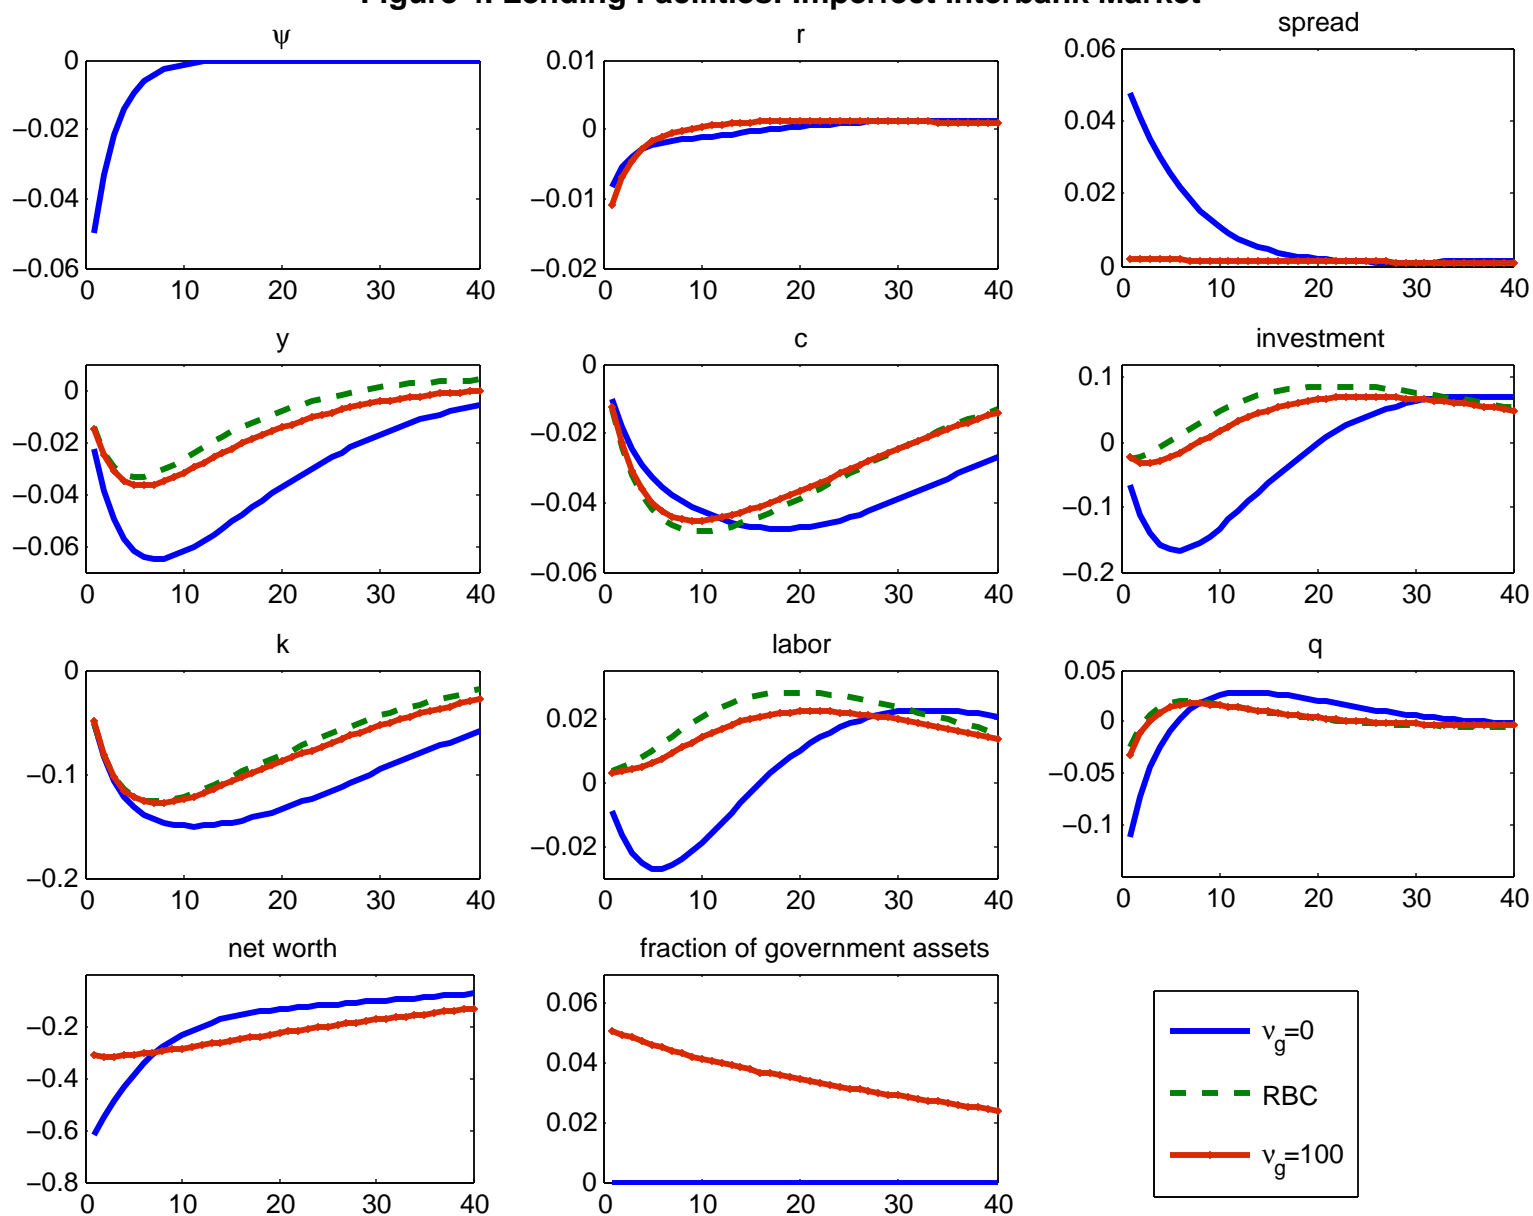 Figure 4: Lending Facilities: Imperfect Interbank Market
ψ
r
spread
0
−0.02
−0.04
−0.06
0 10 20 30 40
0.01
0
−0.01
−0.02
0 10 20 30 40
0.06
0.04
0.02
0
0 10 20 30 40
y
c
investment
0
−0.02
−0.04
−0.06
0 10 20 30 40
0
−0.02
−0.04
−0.06
0 10 20 30 40
0.1
0
−0.1
−0.2
0 10 20 30 40
k
labor
q
0
−0.1
−0.2
0 10 20 30 40
0.02
0
−0.02
0 10 20 30 40
0.05
0
−0.05
−0.1
0 10 20 30 40
net worth
fraction of government assets
−0.2
−0.4
−0.6
−0.8
0 10 20 30 40
0.06
0.04
0.02
0
0 10 20 30 40
νg=0
RBC
νg=100